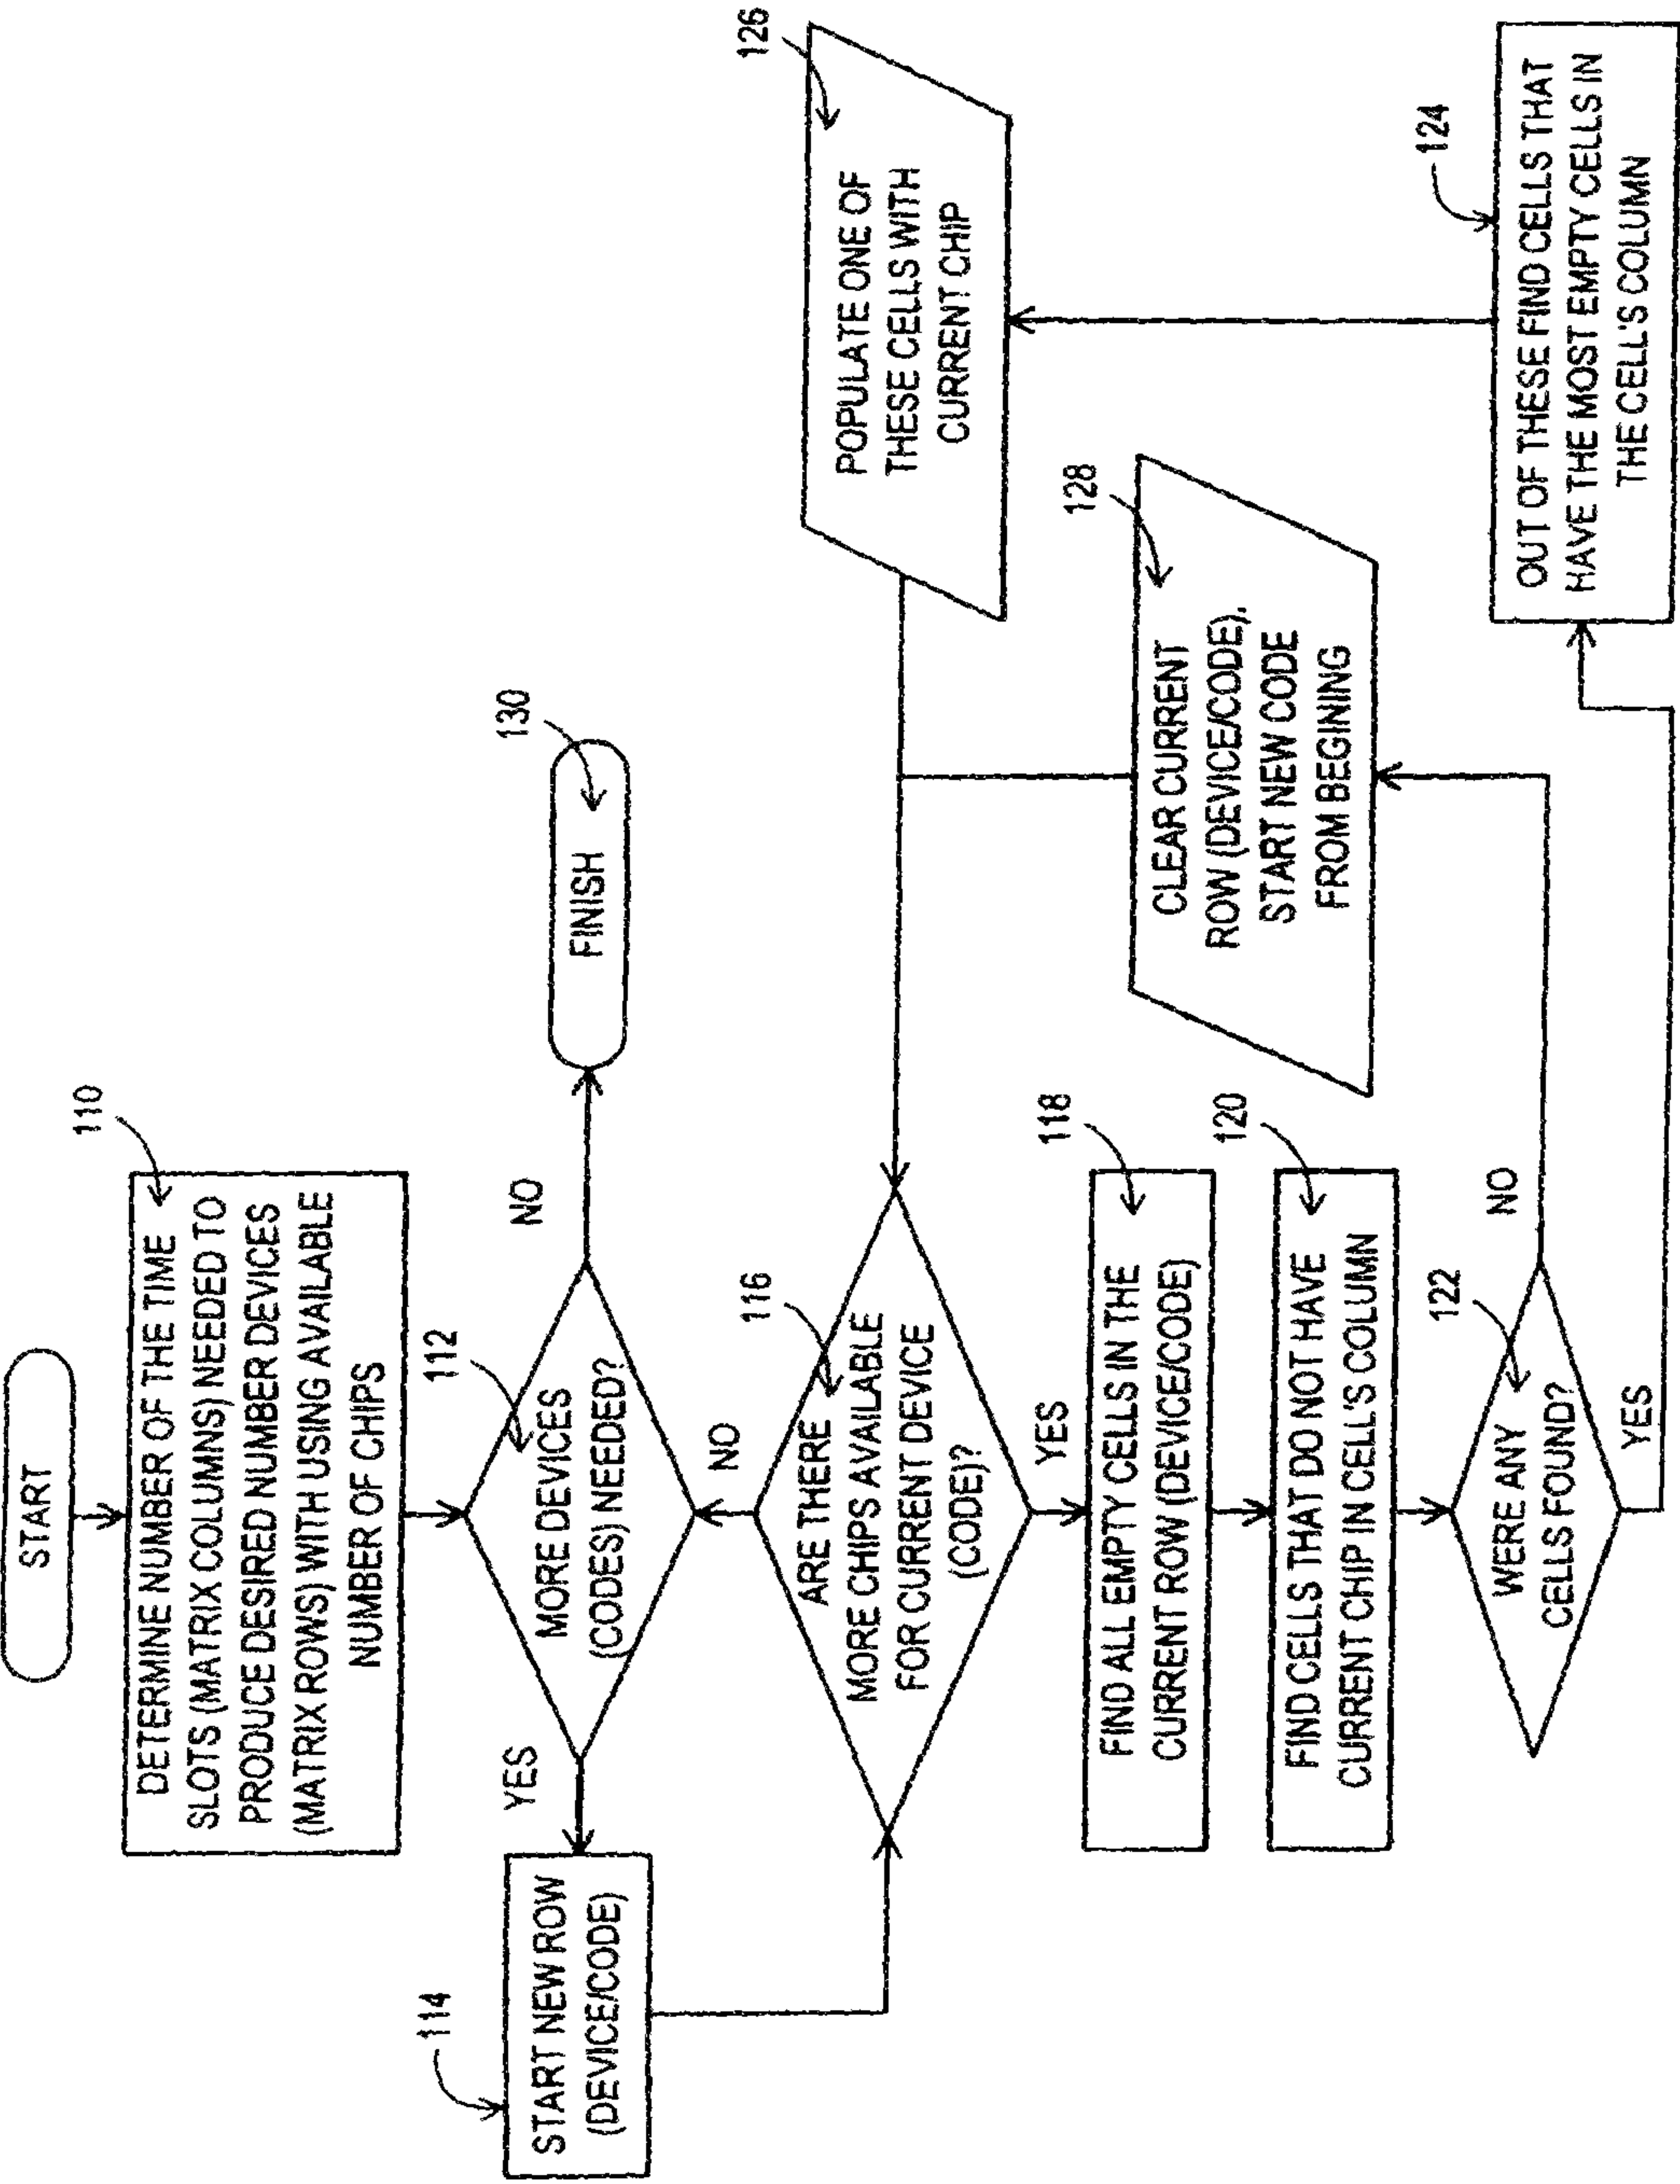 START
110
DETERMINE NUMBER OF THE TIME
SLOTS (MATRIX COLUMNS) NEEDED TO
PRODUCE DESIRED NUMBER DEVICES
(MATRIX ROWS) WITH USING AVAILABLE
NUMBER OF CHIPS
112
MORE DEVICES
(CODES) NEEDED?
NO
130
FINISH
YES
114
START NEW ROW
(DEVICE/CODE)
NO
116
ARE THERE
MORE CHIPS AVAILABLE
FOR CURRENT DEVICE
(CODE)?
YES
118
FIND ALL EMPTY CELLS IN THE
CURRENT ROW (DEVICE/CODE)
120
FIND CELLS THAT DO NOT HAVE
CURRENT CHIP IN CELL'S COLUMN
122
WERE ANY
CELLS FOUND?
NO
YES
128
CLEAR CURRENT
ROW (DEVICE/CODE).
START NEW CODE
FROM BEGINNING
126
POPULATE ONE OF
THESE CELLS WITH
CURRENT CHIP
124
OUT OF THESE FIND CELLS THAT
HAVE THE MOST EMPTY CELLS IN
THE CELL'S COLUMN